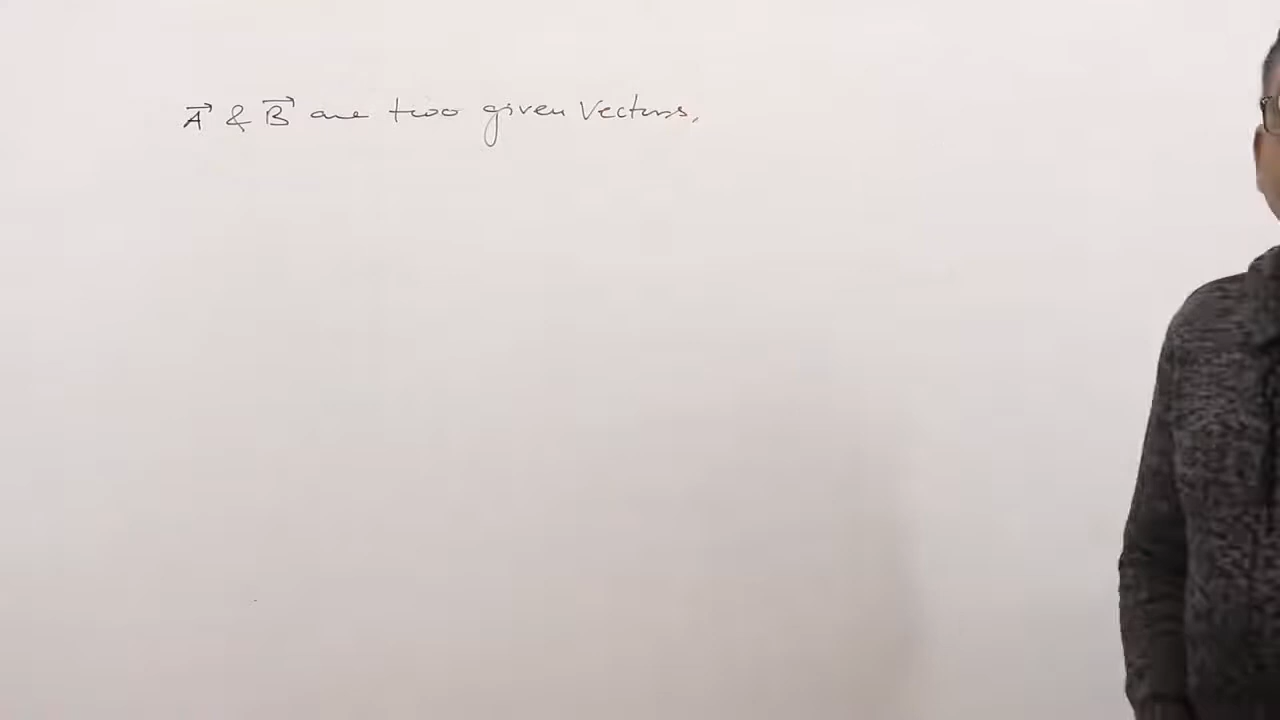 A⃗ & B⃗ are two given Vectors,